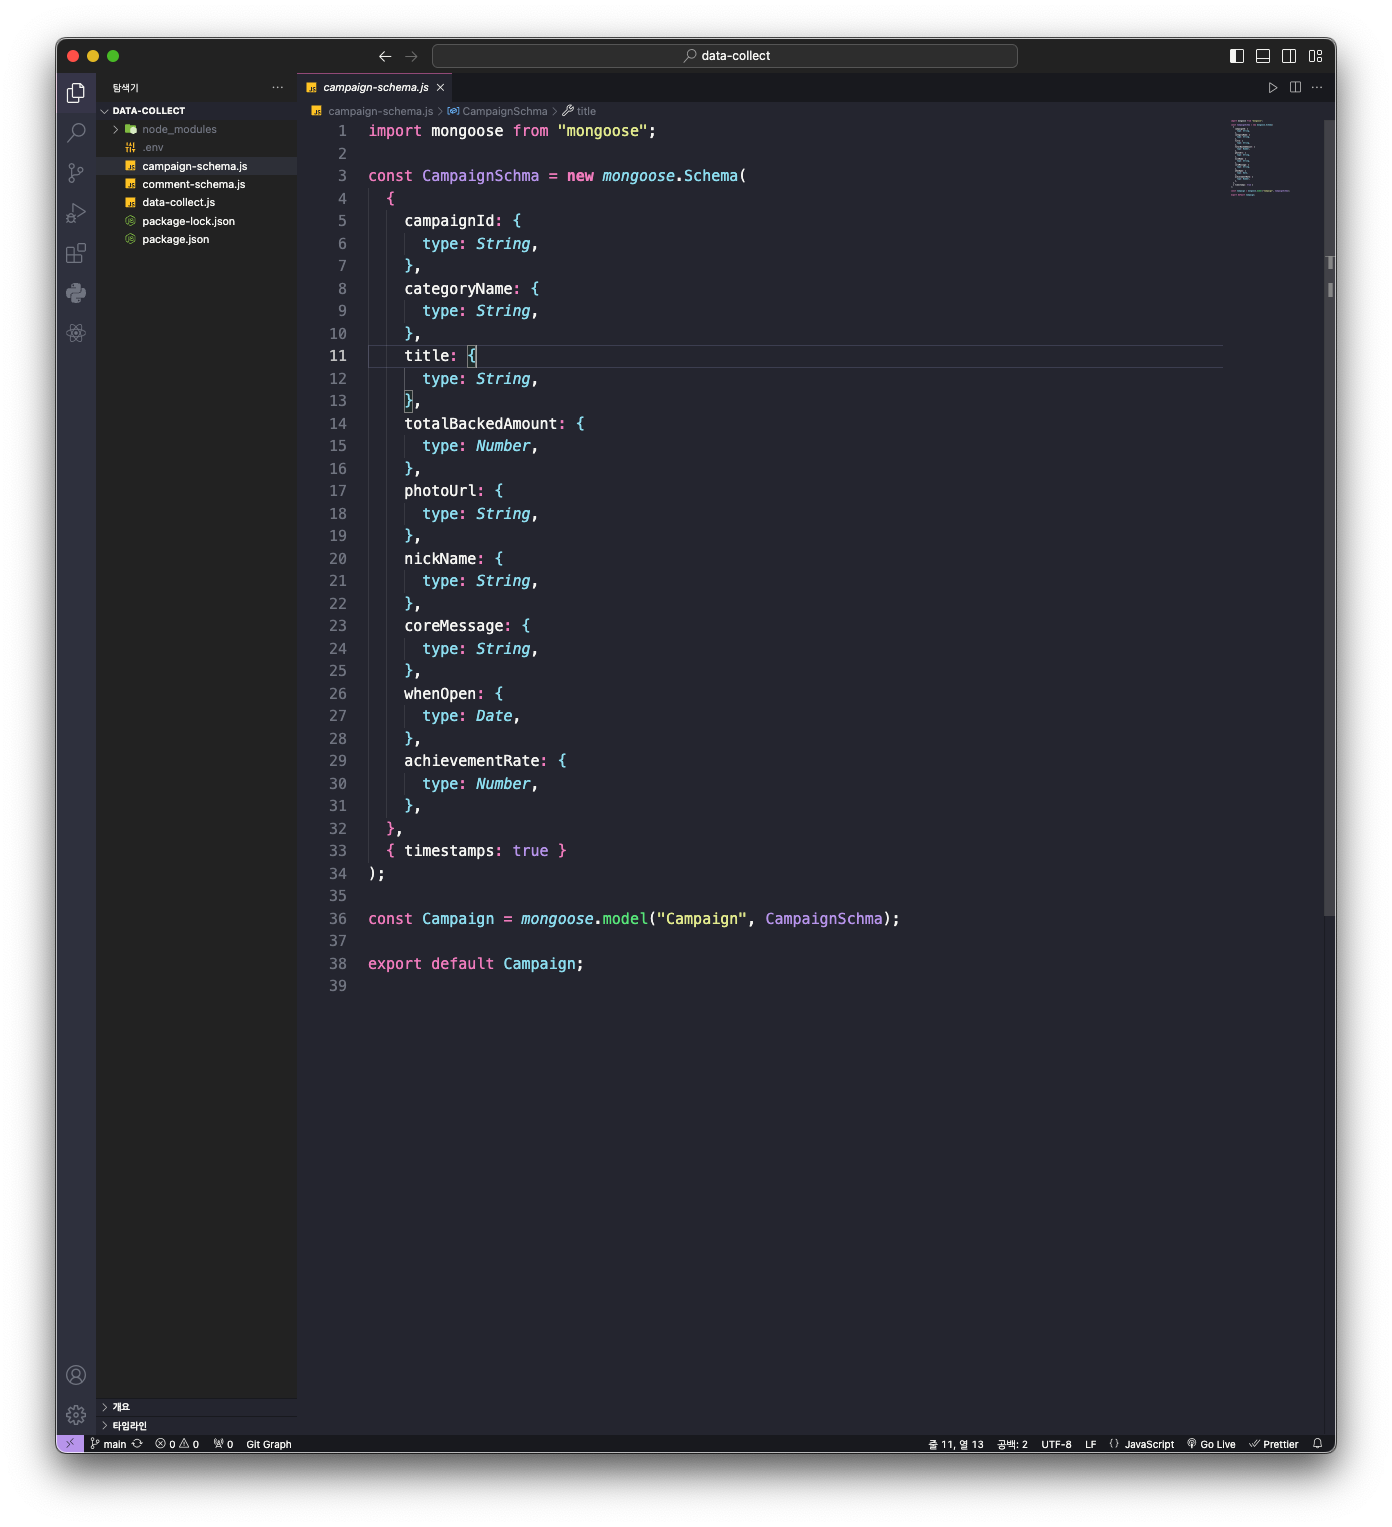 data-collect
탐색기
campaign-schema.js
DATA-COLLECT
campaign-schema.js > CampaignSchma > title
node_modules
.env
campaign-schema.js
comment-schema.js
data-collect.js
package-lock.json
package.json
1 import mongoose from "mongoose";
2
3 const CampaignSchma = new mongoose.Schema(
4 {
5 campaignId: {
6 type: String,
7 },
8 categoryName: {
9 type: String,
10 },
11 title: {
12 type: String,
13 },
14 totalBackedAmount: {
15 type: Number,
16 },
17 photoUrl: {
18 type: String,
19 },
20 nickName: {
21 type: String,
22 },
23 coreMessage: {
24 type: String,
25 },
26 whenOpen: {
27 type: Date,
28 },
29 achievementRate: {
30 type: Number,
31 },
32 },
33 { timestamps: true }
34 );
35
36 const Campaign = mongoose.model("Campaign", CampaignSchma);
37
38 export default Campaign;
39
개요
타임라인
main 0 0 0 Git Graph 줄 11, 열 13 공백: 2 UTF-8 LF {} JavaScript Go Live Prettier